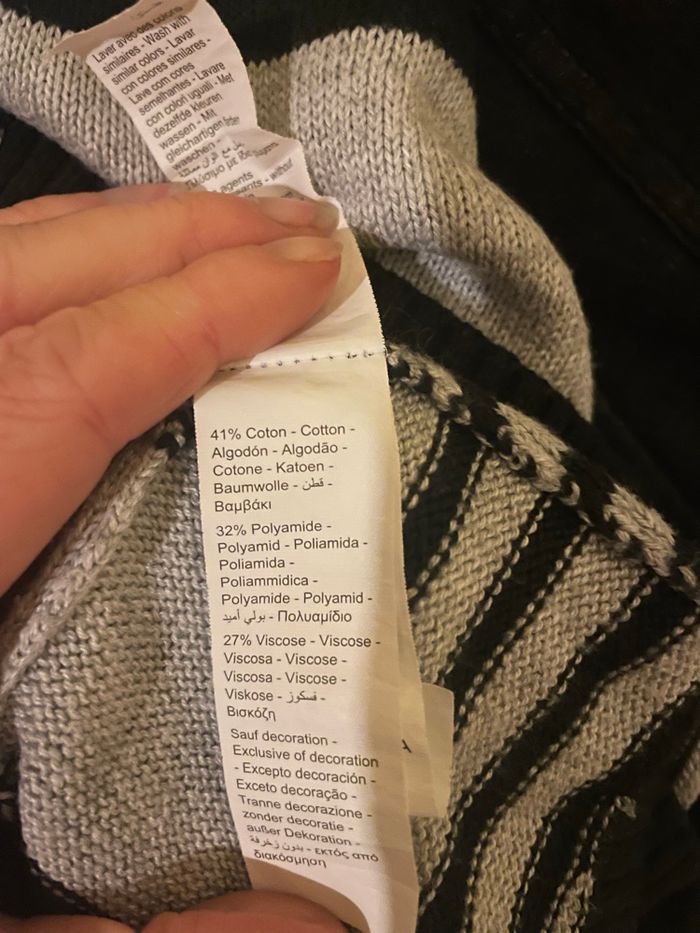 Laver avec des
similaires - Wash with
similar colors - Lavar
con colores similares -
Lave com cores
semelhantes - Lavare
con colori uguali - Met
dezelfde kleuren
wassen - Mit
gleichartigen
waschen -
agents
- without
41% Coton - Cotton -
Algodón - Algodão -
Cotone - Katoen -
Baumwolle - قطن -
Βαμβάκι
32% Polyamide -
Polyamid - Poliamida -
Poliamida -
Poliammidica -
Polyamide - Polyamid -
بولي أميد - Πολυαμίδιο
27% Viscose - Viscose -
Viscosa - Viscose -
Viscosa - Viscose -
Viskose - فسكوز -
Βισκόζη
Sauf decoration -
Exclusive of decoration
- Excepto decoración -
Exceto decoração -
Tranne decorazione -
zonder decoratie -
außer Dekoration -
بدون زخرفة - εκτός από
διακόσμηση